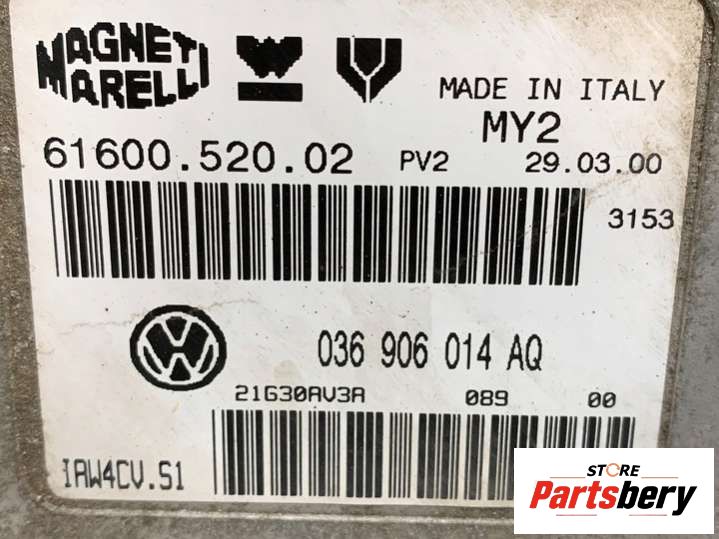 MAGNETI
MARELLI
MADE IN ITALY
MY2
61600.520.02 PV2 29.03.00
3153
VW 036 906 014 AQ
21G30AV3A 089 00
IAW4CV.S1
STORE
Partsbery